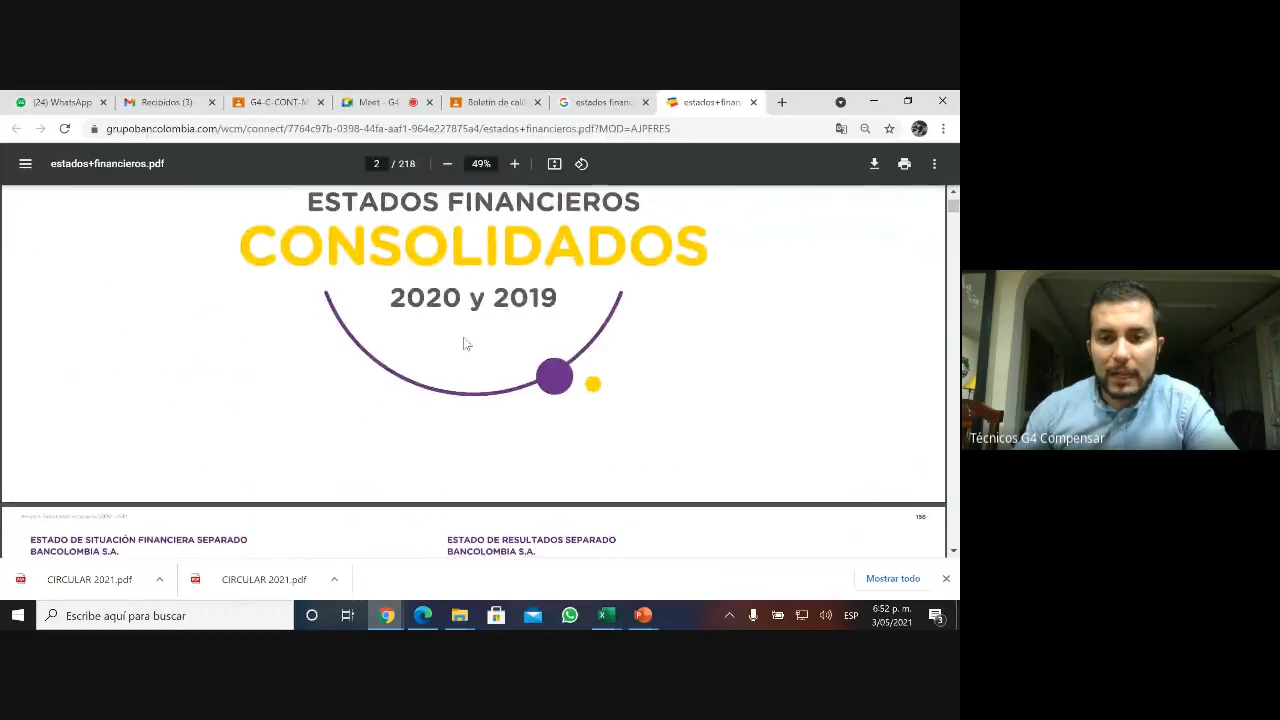 (24) WhatsApp
Recibidos (3)
G4-C-CONT-M
Meet - G4
Boletín de cali
estados financ
estados+finan
grupobancolombia.com/wcm/connect/7764c97b-0398-44fa-aaf1-964e227875a4/estados+financieros.pdf?MOD=AJPERES
estados+financieros.pdf
2 / 218
49%
ESTADOS FINANCIEROS
CONSOLIDADOS
2020 y 2019
156
ESTADO DE SITUACIÓN FINANCIERA SEPARADO
BANCOLOMBIA S.A.
ESTADO DE RESULTADOS SEPARADO
BANCOLOMBIA S.A.
CIRCULAR 2021.pdf
CIRCULAR 2021.pdf
Mostrar todo
Escribe aquí para buscar
ESP
6:52 p. m.
3/05/2021
3
Técnicos G4 Compensar